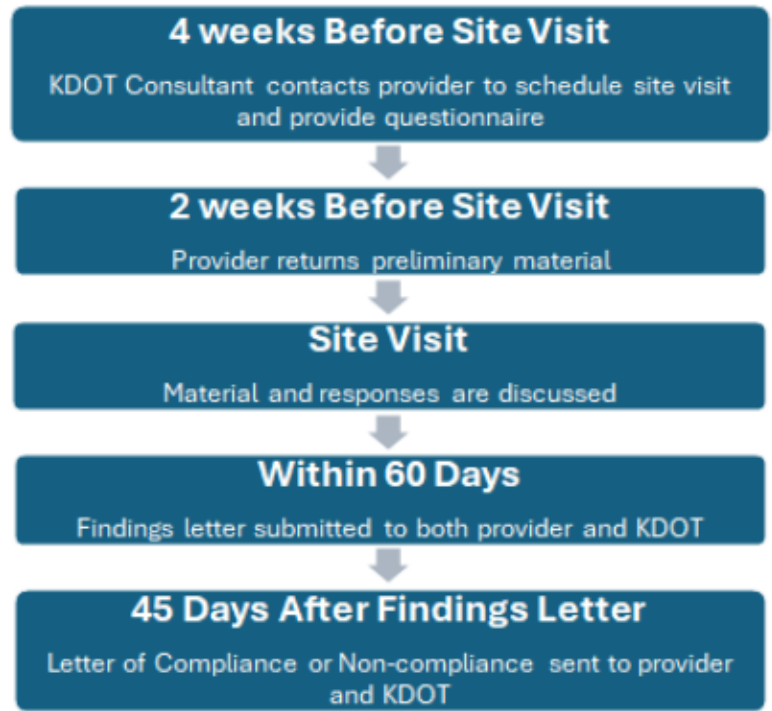 4 weeks Before Site Visit
KDOT Consultant contacts provider to schedule site visit
and provide questionnaire
2 weeks Before Site Visit
Provider returns preliminary material
Site Visit
Material and responses are discussed
Within 60 Days
Findings letter submitted to both provider and KDOT
45 Days After Findings Letter
Letter of Compliance or Non-compliance sent to provider
and KDOT